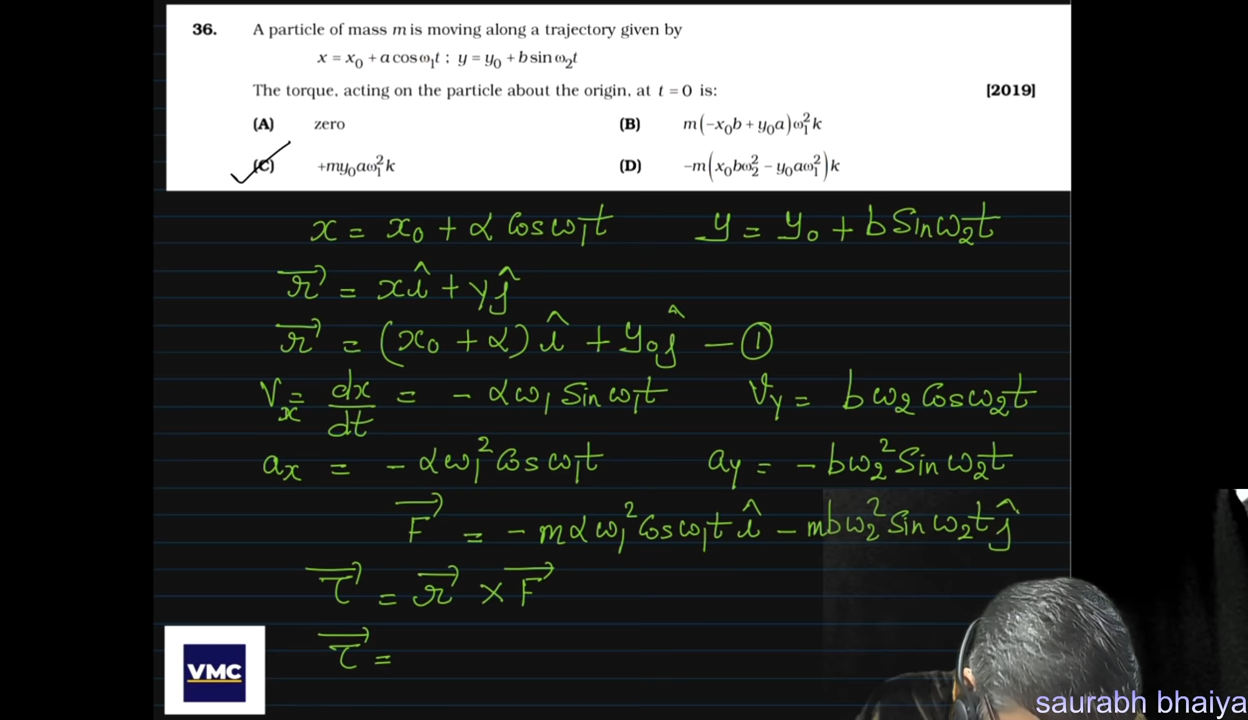 36. A particle of mass m is moving along a trajectory given by
x = x₀ + a cos ω₁t ; y = y₀ + b sin ω₂t
The torque, acting on the particle about the origin, at t = 0 is: [2019]
(A) zero (B) m(−x₀b + y₀a)ω₁²k
(C) +my₀aω₁²k (D) −m(x₀bω₂² − y₀aω₁²)k
x = x₀ + α Cos ω₁t y = y₀ + b Sin ω₂t
r⃗ = xî + yĵ
r⃗ = (x₀ + α) î + y₀ĵ — ①
Vₓ = dx/dt = − αω₁ Sin ω₁t Vy = bω₂ Cos ω₂t
aₓ = − αω₁² Cos ω₁t ay = − bω₂² Sin ω₂t
F⃗ = − mαω₁² Cos ω₁t î − mbω₂² Sin ω₂t ĵ
τ⃗ = r⃗ × F⃗
τ⃗ =
VMC
saurabh bhaiya